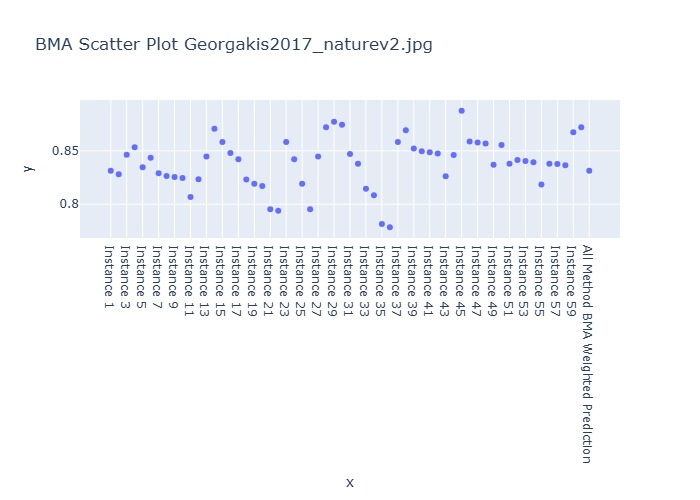 BMA Scatter Plot Georgakis2017_naturev2.jpg
y
0.85
0.8
Instance 1
Instance 3
Instance 5
Instance 7
Instance 9
Instance 11
Instance 13
Instance 15
Instance 17
Instance 19
Instance 21
Instance 23
Instance 25
Instance 27
Instance 29
Instance 31
Instance 33
Instance 35
Instance 37
Instance 39
Instance 41
Instance 43
Instance 45
Instance 47
Instance 49
Instance 51
Instance 53
Instance 55
Instance 57
Instance 59
All Method BMA Weighted Prediction
x